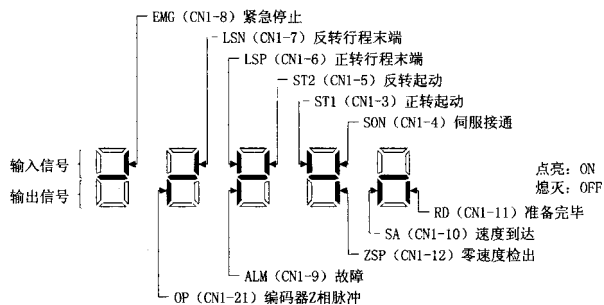 EMG (CN1-8) 紧急停止
LSN (CN1-7) 反转行程末端
LSP (CN1-6) 正转行程末端
ST2 (CN1-5) 反转起动
ST1 (CN1-3) 正转起动
SON (CN1-4) 伺服接通
输入信号
输出信号
点亮: ON
熄灭: OFF
RD (CN1-11) 准备完毕
SA (CN1-10) 速度到达
ZSP (CN1-12) 零速度检出
ALM (CN1-9) 故障
OP (CN1-21) 编码器Z相脉冲